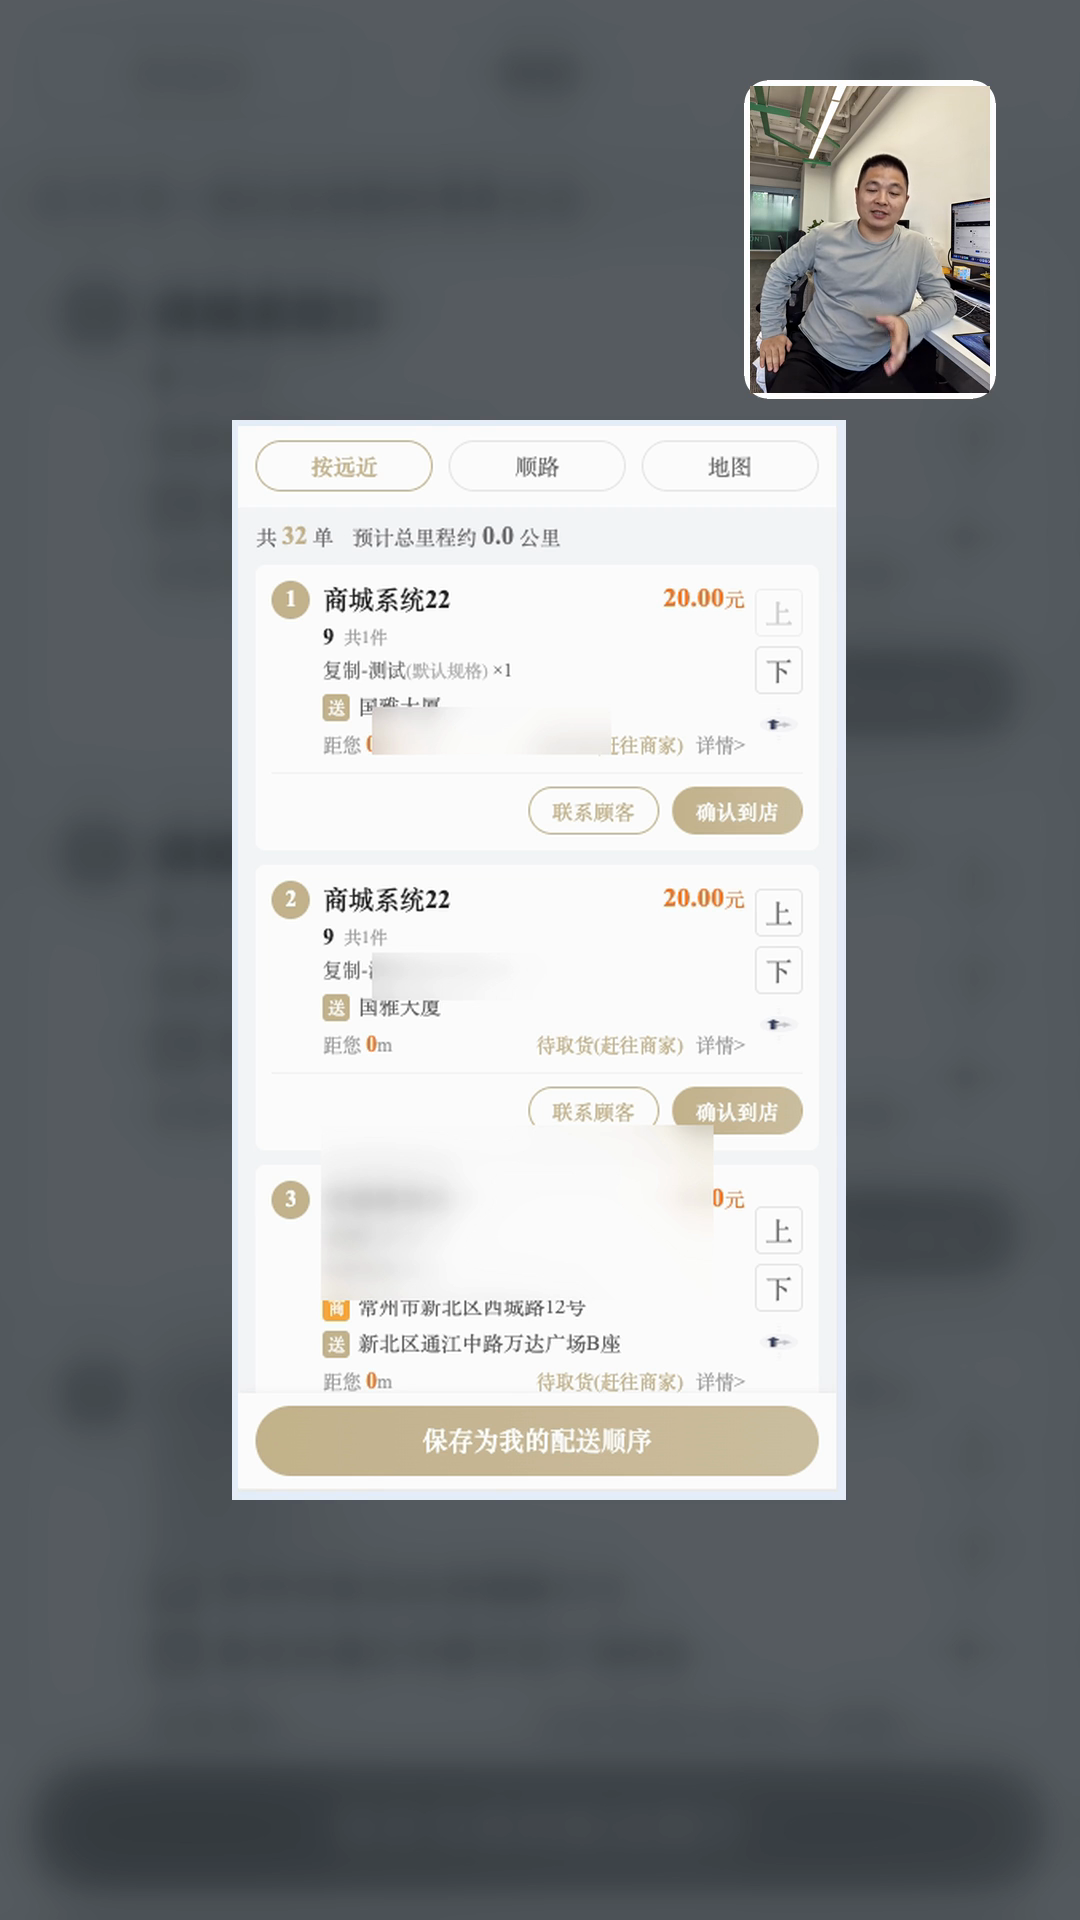 按远近 顺路 地图
共32单 预计总里程约0.0公里
1 商城系统22 20.00元 上
9 共1件
复制-测试(默认规格) ×1 下
送 国雅大厦
距您 赶往商家) 详情>
联系顾客 确认到店
2 商城系统22 20.00元 上
9 共1件
复制- 下
送 国雅大厦
距您 0m 待取货(赶往商家) 详情>
联系顾客 确认到店
3 0元 上
下
商 常州市新北区西城路12号
送 新北区通江中路万达广场B座
距您 0m 待取货(赶往商家) 详情>
保存为我的配送顺序